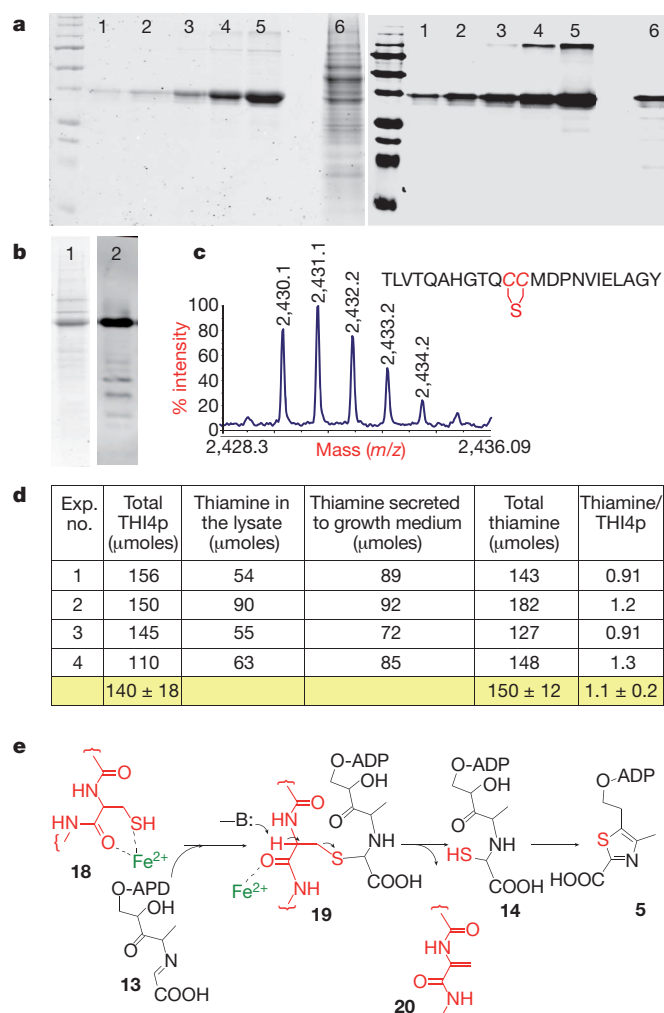 a
1 2 3 4 5 6
1 2 3 4 5 6
b
1 2
c
TLVTQAHGTQCCMDPNVIELAGY
S
2,430.1
2,431.1
2,432.2
2,433.2
2,434.2
100
80
60
40
20
0
% intensity
2,428.3 Mass (m/z) 2,436.09
d
Exp. no.
Total THI4p (μmoles)
Thiamine in the lysate (μmoles)
Thiamine secreted to growth medium (μmoles)
Total thiamine (μmoles)
Thiamine/THI4p
1 156 54 89 143 0.91
2 150 90 92 182 1.2
3 145 55 72 127 0.91
4 110 63 85 148 1.3
140 ± 18 150 ± 12 1.1 ± 0.2
e
O HN HN O SH Fe²⁺
18
O-APD OH O N COOH
13
–B: H O HN NH S Fe²⁺ O-ADP OH O NH COOH
19
O-ADP OH O NH HS COOH
14
O HN O NH
20
O-ADP S N HOOC
5